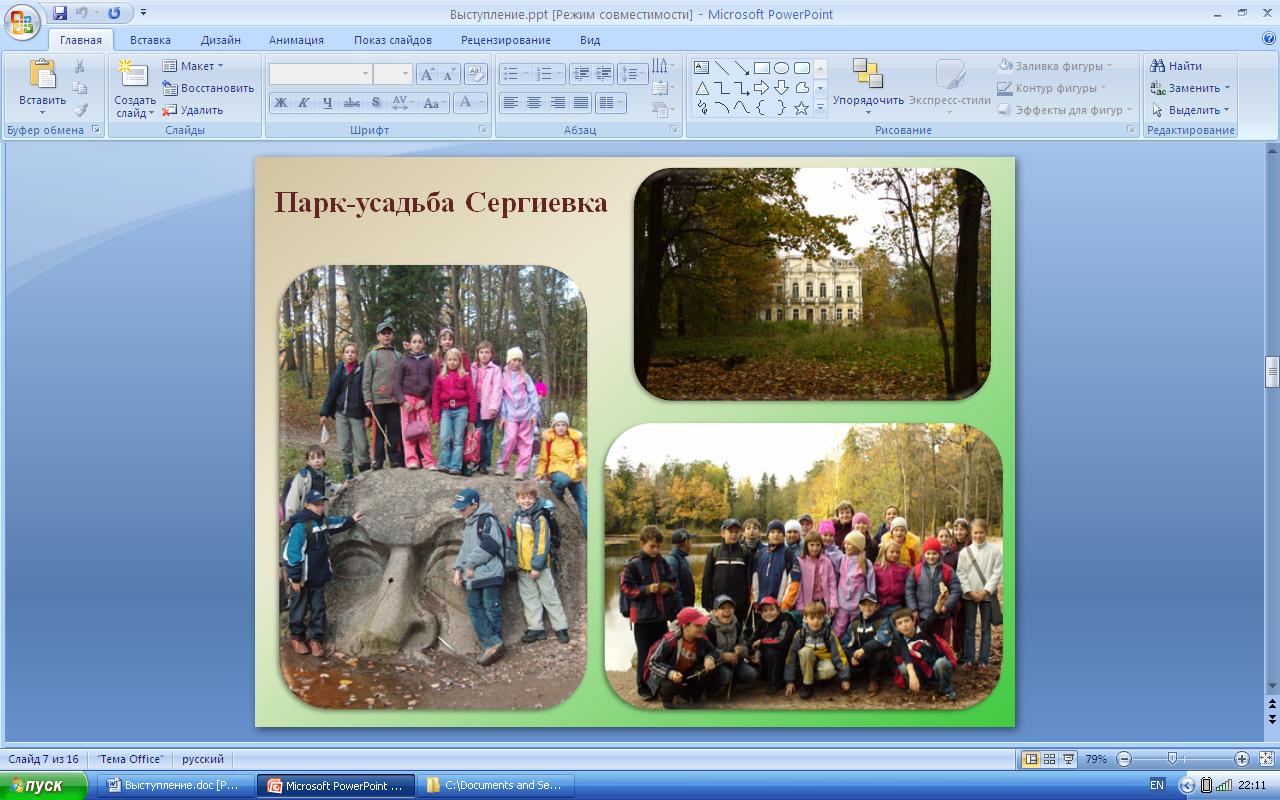 Выступление.ppt [Режим совместимости] - Microsoft PowerPoint
Главная Вставка Дизайн Анимация Показ слайдов Рецензирование Вид
Вставить
Буфер обмена
Создать слайд
Макет
Восстановить
Удалить
Слайды
Ж К Ч abc S AV Aa А
Шрифт
Абзац
Упорядочить
Экспресс-стили
Заливка фигуры
Контур фигуры
Эффекты для фигур
Рисование
Найти
Заменить
Выделить
Редактирование
Парк-усадьба Сергиевка
Слайд 7 из 16 "Тема Office" русский 79%
пуск Выступление.doc [Р... Microsoft PowerPoint ... C:\Documents and Se... EN 22:11